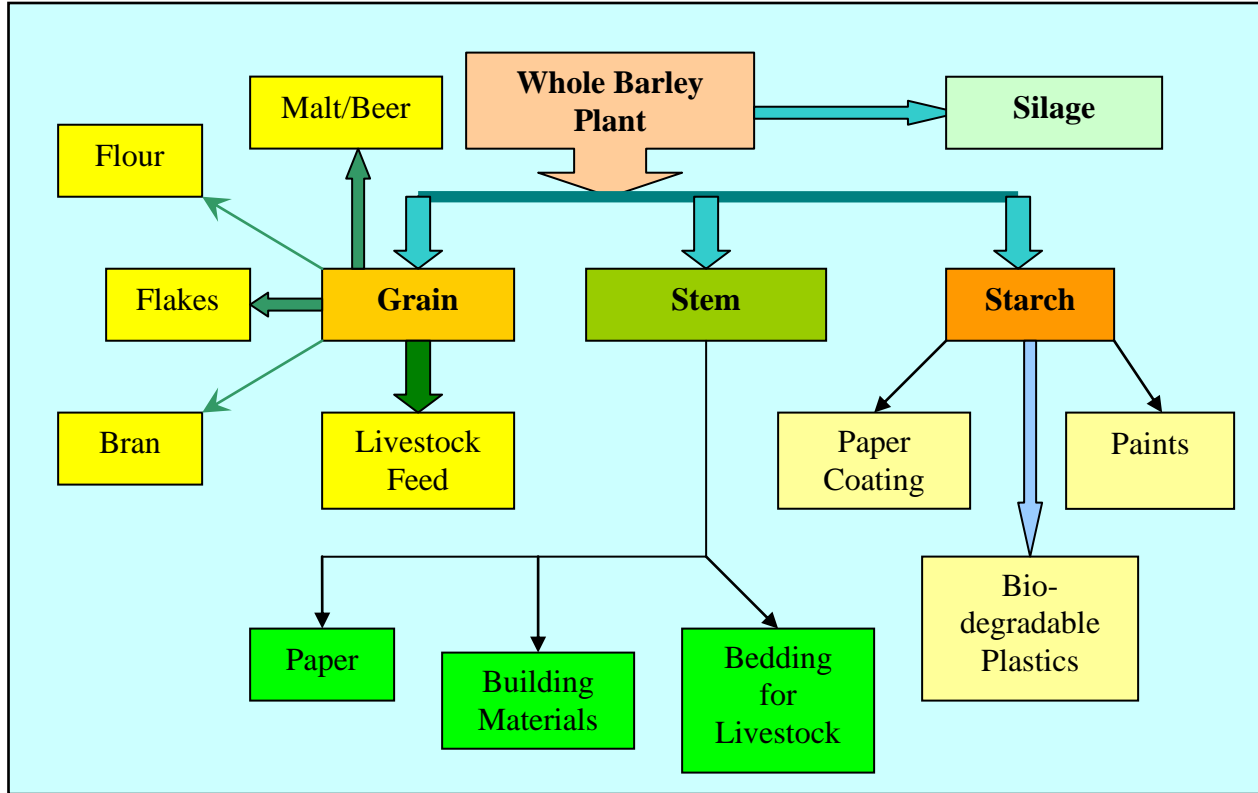 Whole Barley
Plant
Silage
Malt/Beer
Flour
Flakes
Bran
Grain
Livestock
Feed
Stem
Starch
Paper
Coating
Paints
Bio-
degradable
Plastics
Paper
Building
Materials
Bedding
for
Livestock